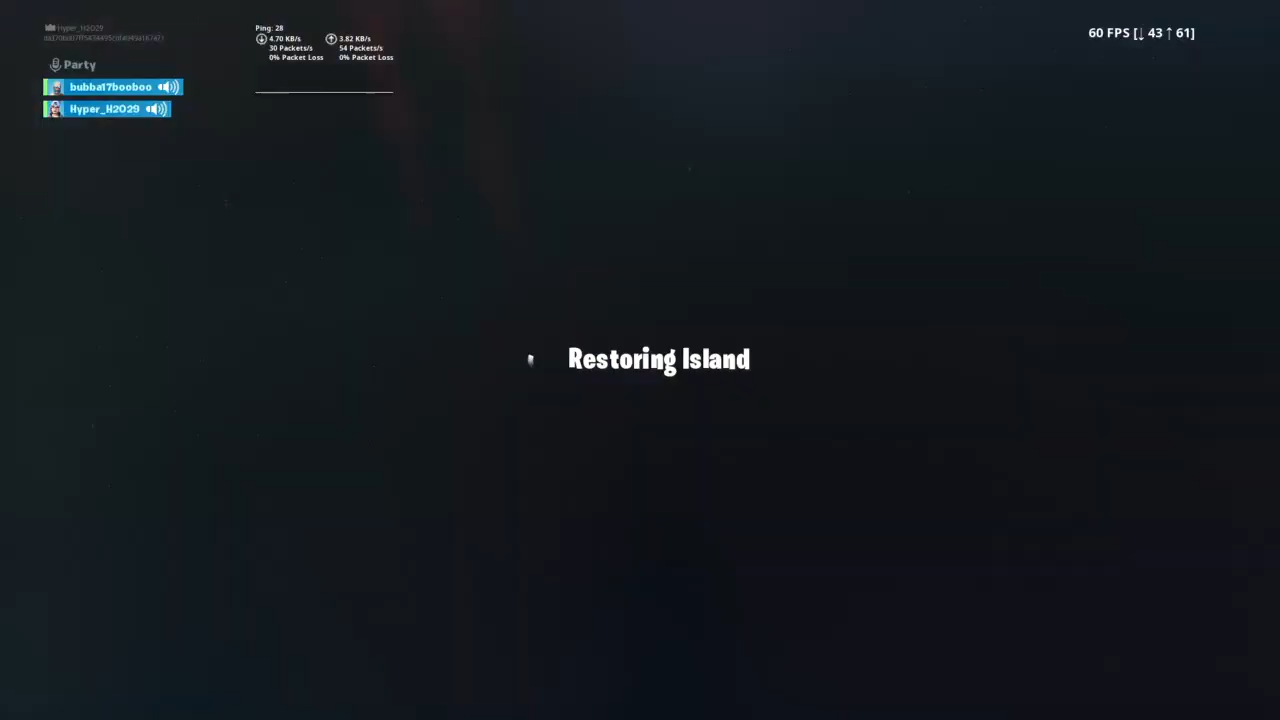 Hyper_H2029
Ping: 28
4.70 KB/s
3.82 KB/s
30 Packets/s
54 Packets/s
0% Packet Loss
0% Packet Loss
60 FPS [↓ 43 ↑ 61]
Party
bubba17booboo
Hyper_H2029
Restoring Island